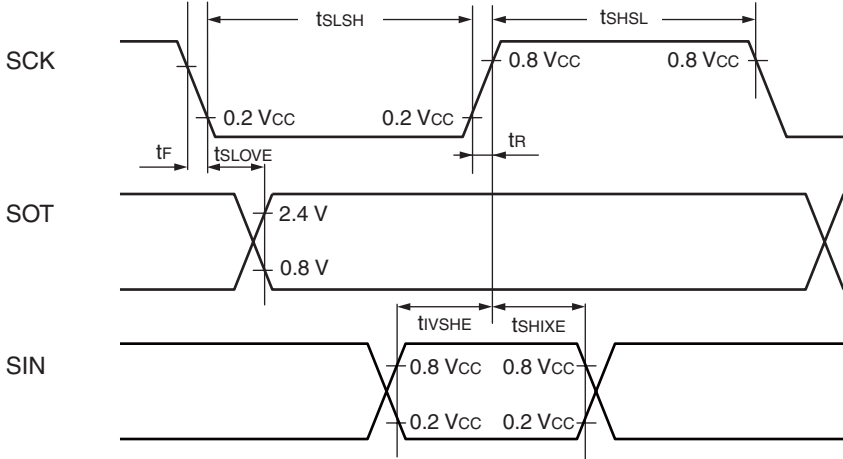 tSLSH tSHSL
SCK
0.8 VCC 0.8 VCC
0.2 VCC 0.2 VCC
tF tSLOVE tR
SOT
2.4 V
0.8 V
tIVSHE tSHIXE
SIN
0.8 VCC 0.8 VCC
0.2 VCC 0.2 VCC